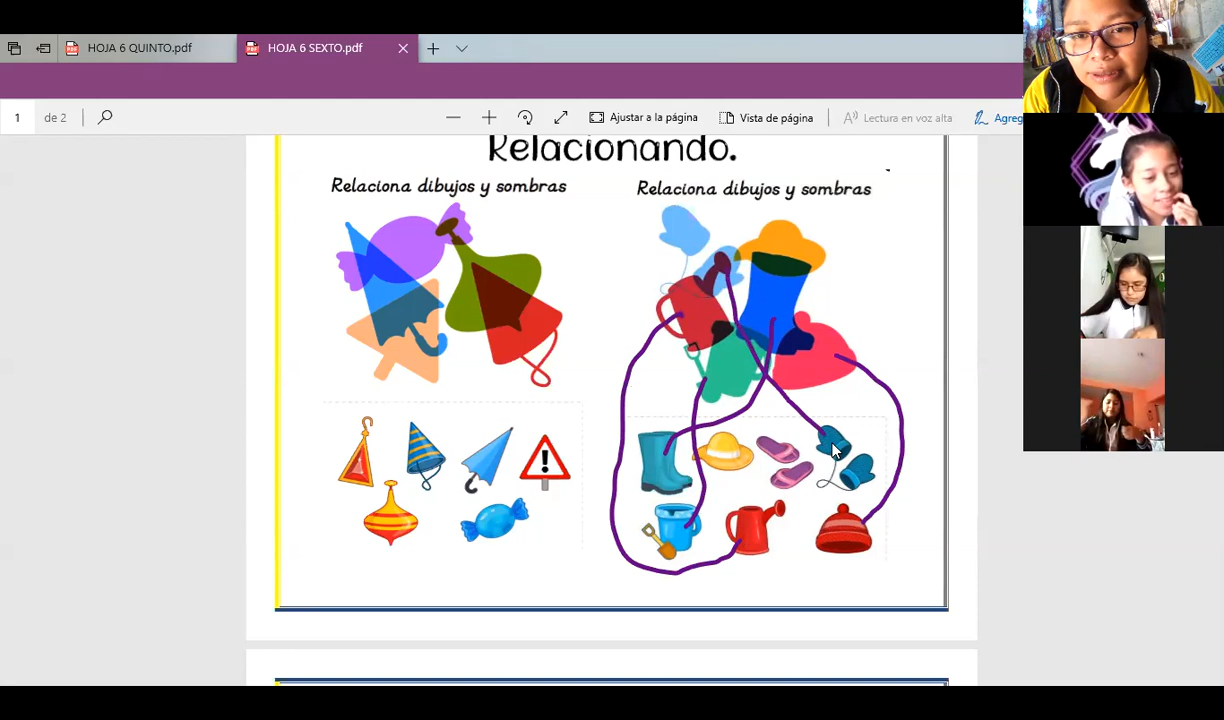 HOJA 6 QUINTO.pdf
HOJA 6 SEXTO.pdf
1 de 2
Ajustar a la página
Vista de página
Lectura en voz alta
Relacionando.
Relaciona dibujos y sombras
Relaciona dibujos y sombras
!